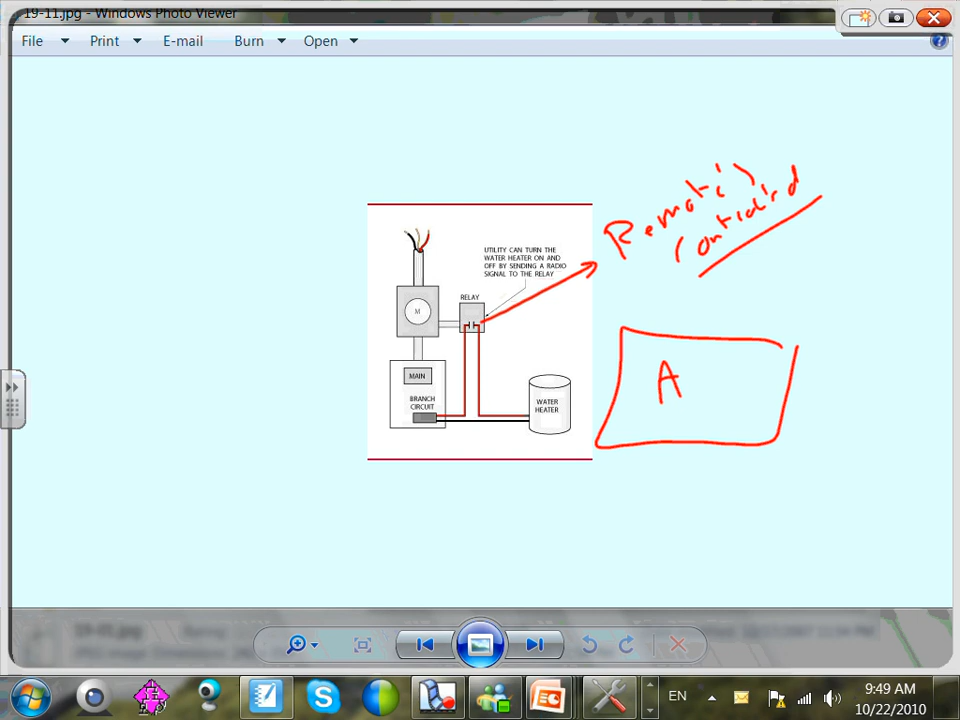 19-11.jpg - Windows Photo Viewer
File Print E-mail Burn Open
UTILITY CAN TURN THE
WATER HEATER ON AND
OFF BY SENDING A RADIO
SIGNAL TO THE RELAY
RELAY
M
MAIN
BRANCH
CIRCUIT
WATER
HEATER
A
EN
9:49 AM
10/22/2010